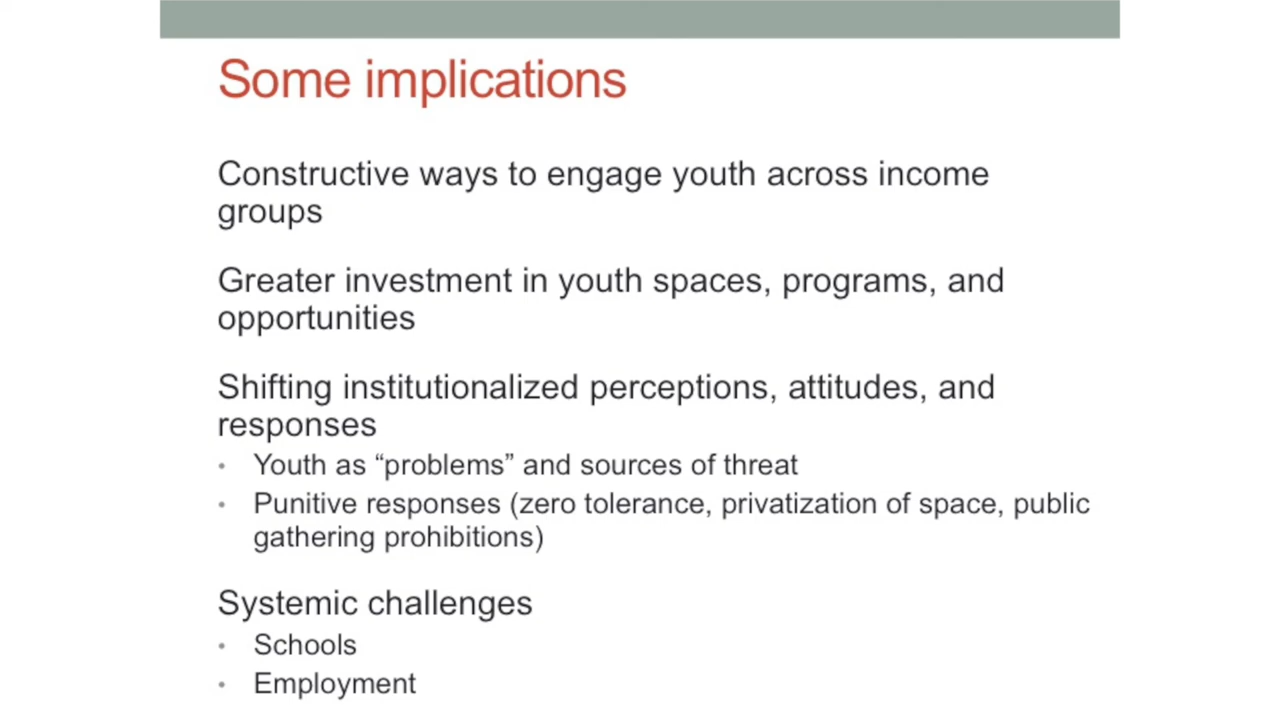 Some implications
Constructive ways to engage youth across income
groups
Greater investment in youth spaces, programs, and
opportunities
Shifting institutionalized perceptions, attitudes, and
responses
• Youth as “problems” and sources of threat
• Punitive responses (zero tolerance, privatization of space, public
gathering prohibitions)
Systemic challenges
• Schools
• Employment